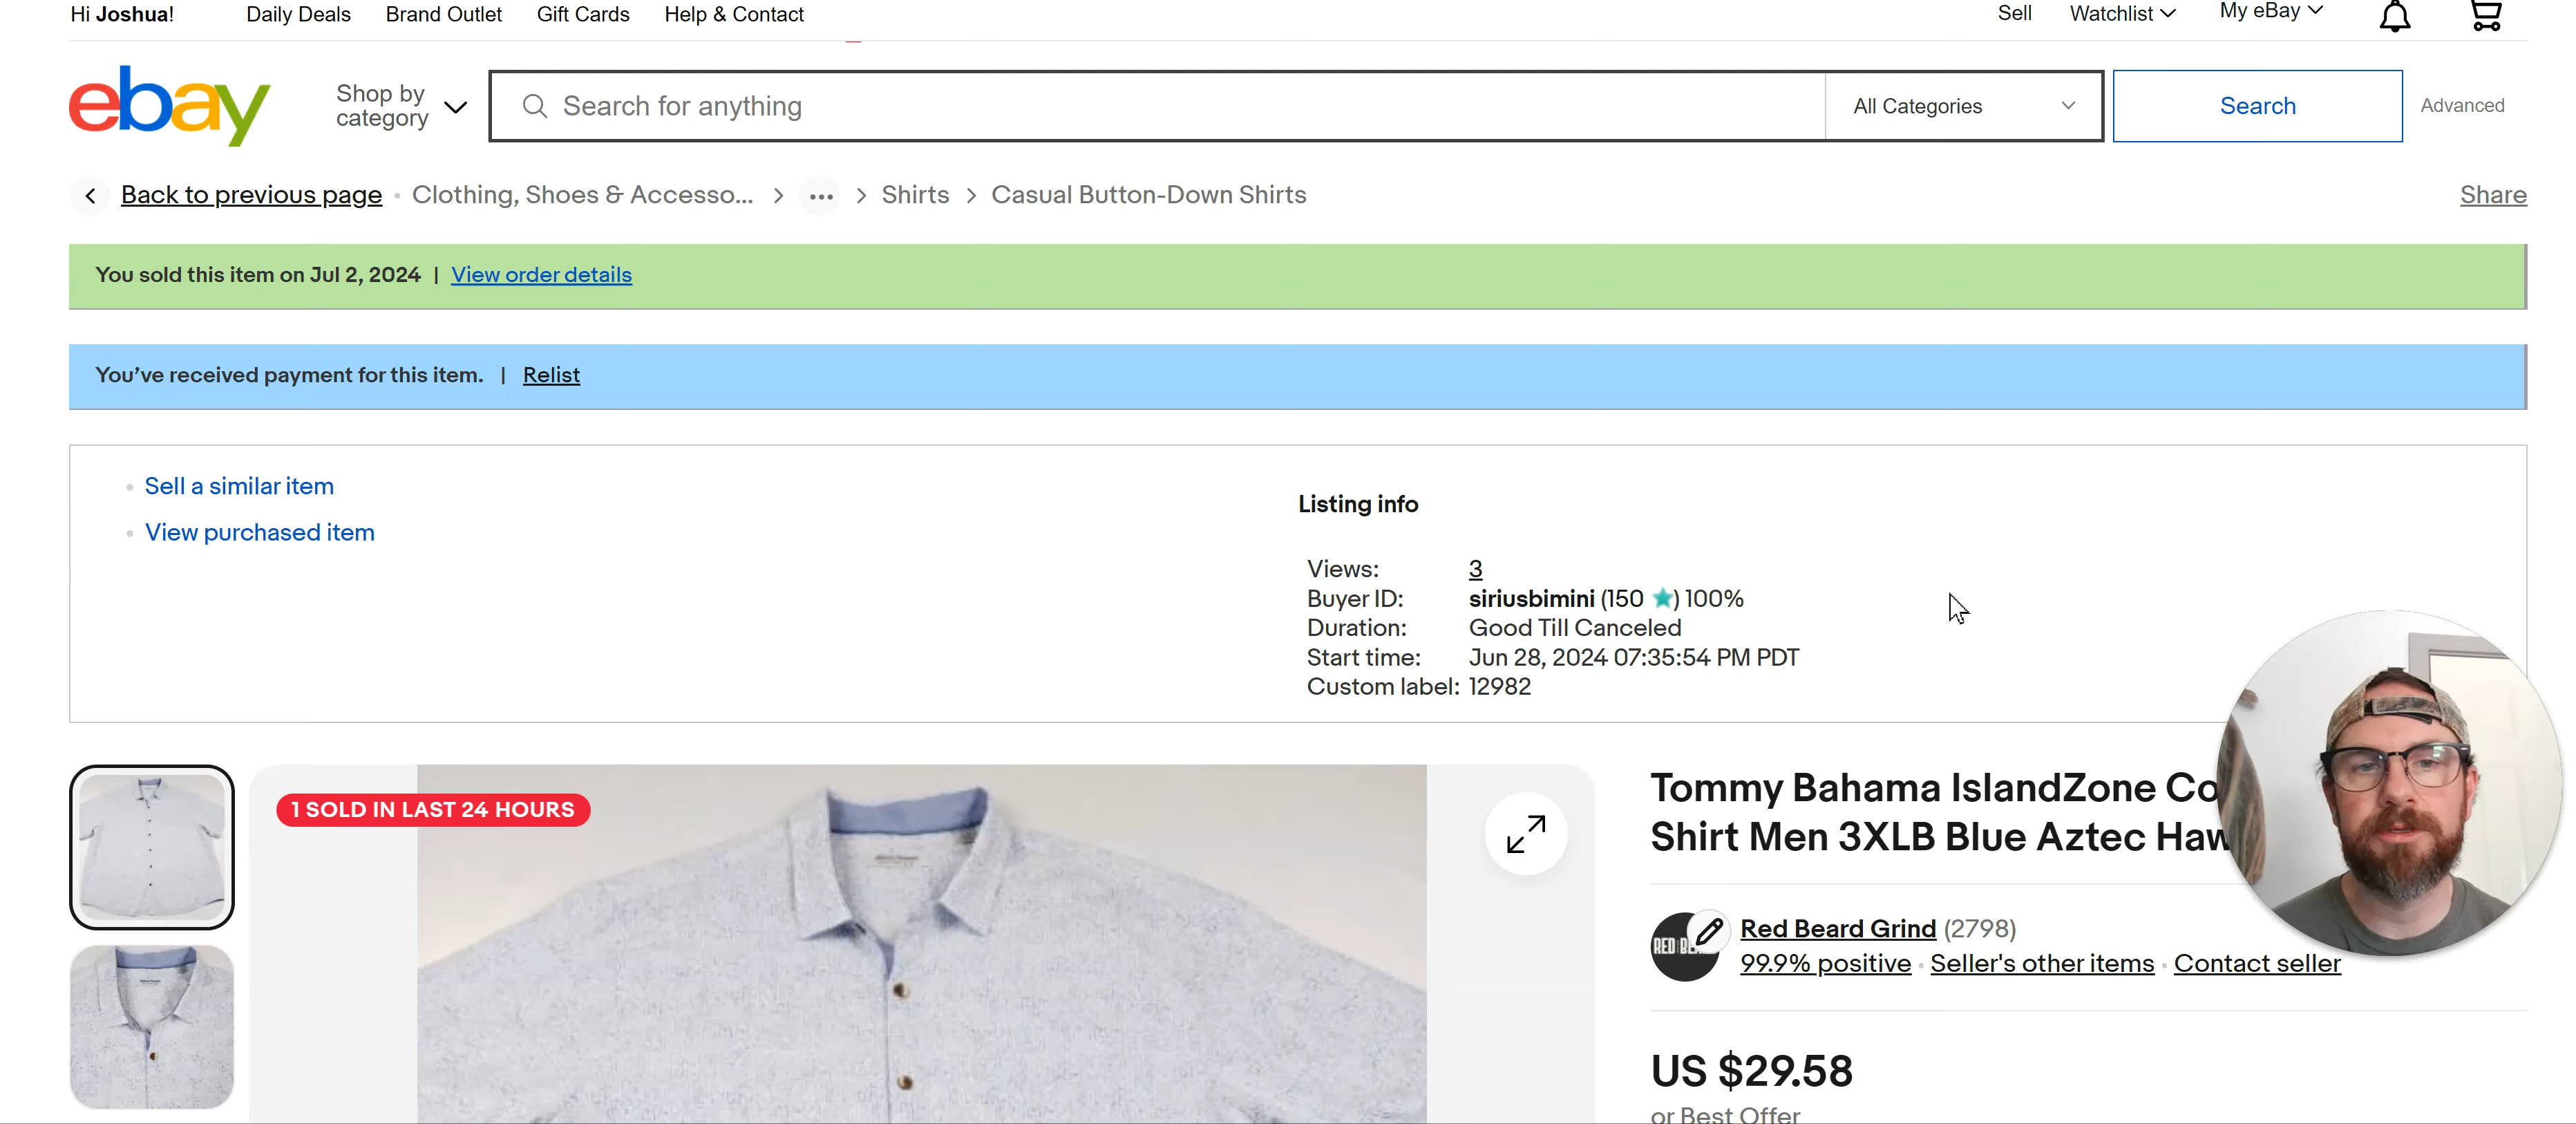 Hi Joshua!
Daily Deals
Brand Outlet
Gift Cards
Help & Contact
Sell
Watchlist
My eBay
ebay
Shop by
category
Search for anything
All Categories
Search
Advanced
Back to previous page
Clothing, Shoes & Accesso...
Shirts
Casual Button-Down Shirts
Share
You sold this item on Jul 2, 2024 | View order details
You've received payment for this item. | Relist
Sell a similar item
View purchased item
Listing info
Views: 3
Buyer ID: siriusbimini (150 ) 100%
Duration: Good Till Canceled
Start time: Jun 28, 2024 07:35:54 PM PDT
Custom label: 12982
1 SOLD IN LAST 24 HOURS
Tommy Bahama IslandZone Co
Shirt Men 3XLB Blue Aztec Haw
RED BE
Red Beard Grind (2798)
99.9% positive
Seller's other items
Contact seller
US $29.58
or Best Offer